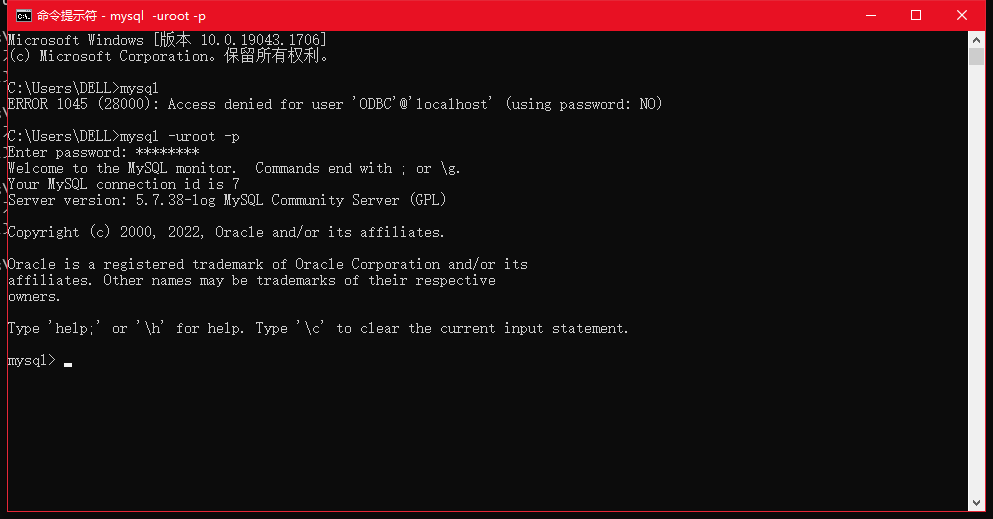 命令提示符 - mysql -uroot -p
Microsoft Windows [版本 10.0.19043.1706]
(c) Microsoft Corporation。保留所有权利。
C:\Users\DELL>mysql
ERROR 1045 (28000): Access denied for user 'ODBC'@'localhost' (using password: NO)
C:\Users\DELL>mysql -uroot -p
Enter password: ********
Welcome to the MySQL monitor.  Commands end with ; or \g.
Your MySQL connection id is 7
Server version: 5.7.38-log MySQL Community Server (GPL)
Copyright (c) 2000, 2022, Oracle and/or its affiliates.
Oracle is a registered trademark of Oracle Corporation and/or its
affiliates. Other names may be trademarks of their respective
owners.
Type 'help;' or '\h' for help. Type '\c' to clear the current input statement.
mysql>